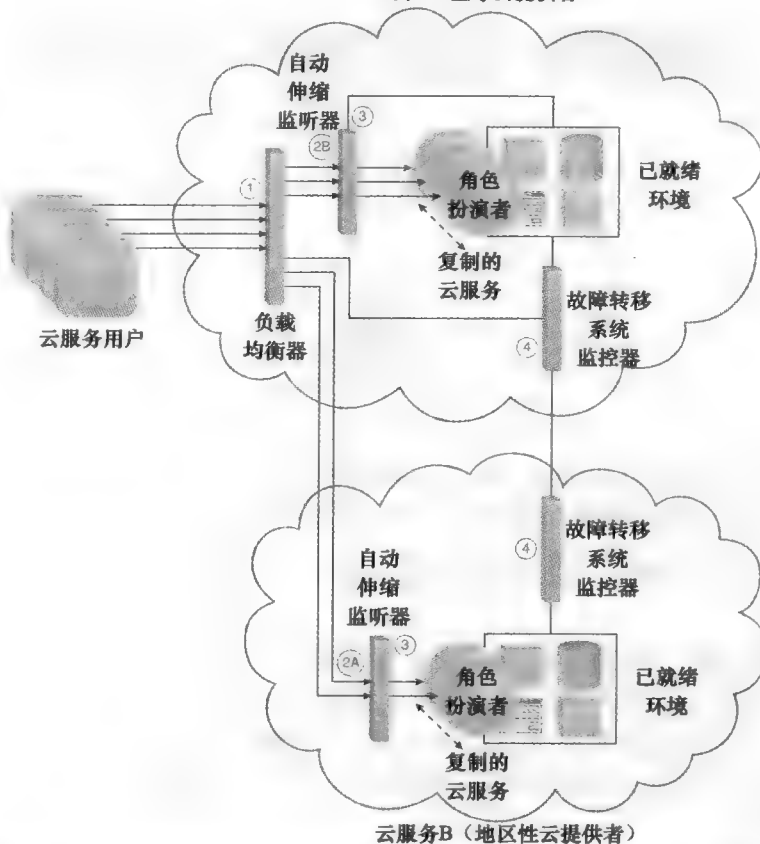 自动
伸缩
监听器
③
2B
①
角色
扮演者
已就绪
环境
复制的
云服务
云服务用户
负载
均衡器
故障转移
系统
监控器
④
故障转移
系统
监控器
④
自动
伸缩
监听器
③
2A
角色
扮演者
已就绪
环境
复制的
云服务
云服务B（地区性云提供者）